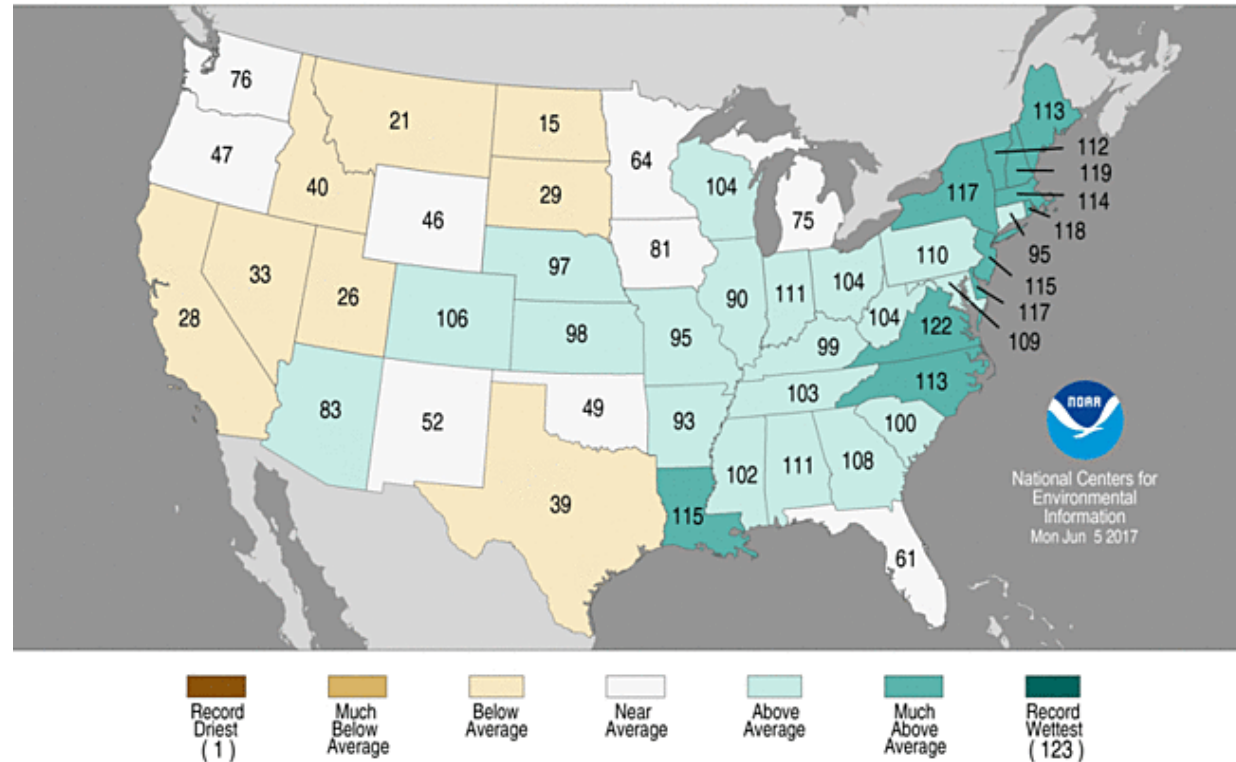 76
47
21
15
64
104
75
113
112
119
114
118
95
115
117
109
117
40
29
46
81
110
28
33
26
97
106
98
95
90
111
104
104
122
99
113
103
83
52
49
93
102
111
108
100
39
115
61
NOAA
National Centers for
Environmental
Information
Mon Jun 5 2017
Record
Driest
(1)
Much
Below
Average
Below
Average
Near
Average
Above
Average
Much
Above
Average
Record
Wettest
(123)